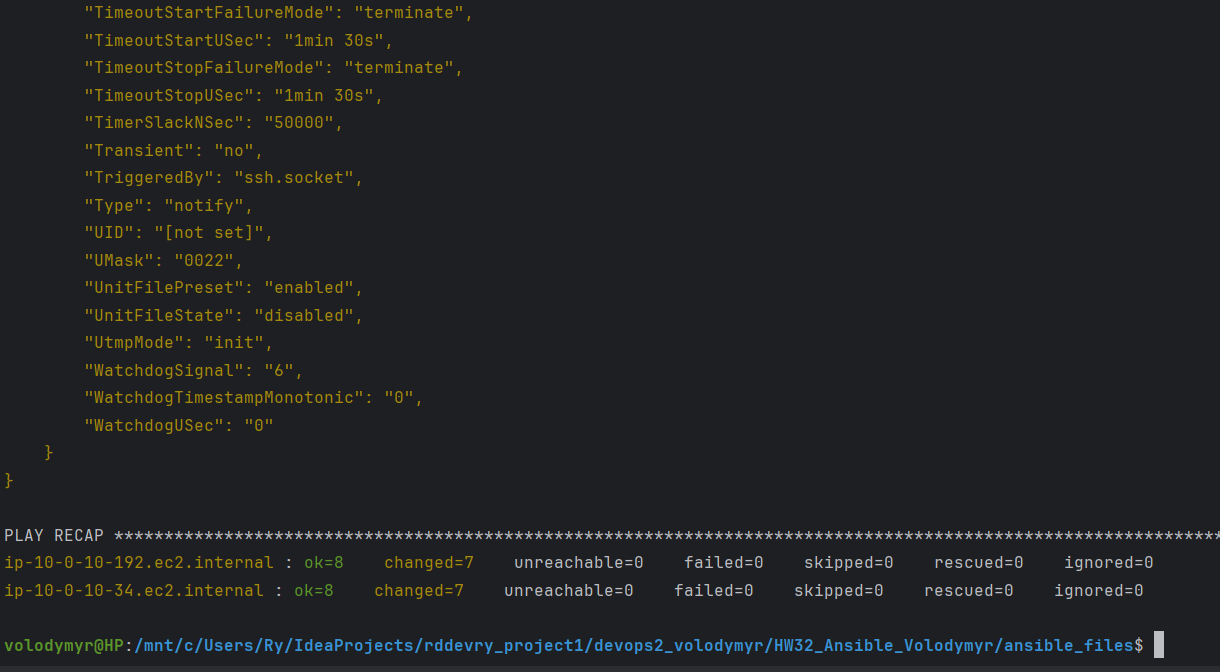 "TimeoutStartFailureMode": "terminate",
"TimeoutStartUSec": "1min 30s",
"TimeoutStopFailureMode": "terminate",
"TimeoutStopUSec": "1min 30s",
"TimerSlackNSec": "50000",
"Transient": "no",
"TriggeredBy": "ssh.socket",
"Type": "notify",
"UID": "[not set]",
"UMask": "0022",
"UnitFilePreset": "enabled",
"UnitFileState": "disabled",
"UtmpMode": "init",
"WatchdogSignal": "6",
"WatchdogTimestampMonotonic": "0",
"WatchdogUSec": "0"
}
}
PLAY RECAP ***************************************************************************************************************
ip-10-0-10-192.ec2.internal : ok=8    changed=7    unreachable=0    failed=0    skipped=0    rescued=0    ignored=0
ip-10-0-10-34.ec2.internal : ok=8    changed=7    unreachable=0    failed=0    skipped=0    rescued=0    ignored=0
volodymyr@HP:/mnt/c/Users/Ry/IdeaProjects/rddevry_project1/devops2_volodymyr/HW32_Ansible_Volodymyr/ansible_files$